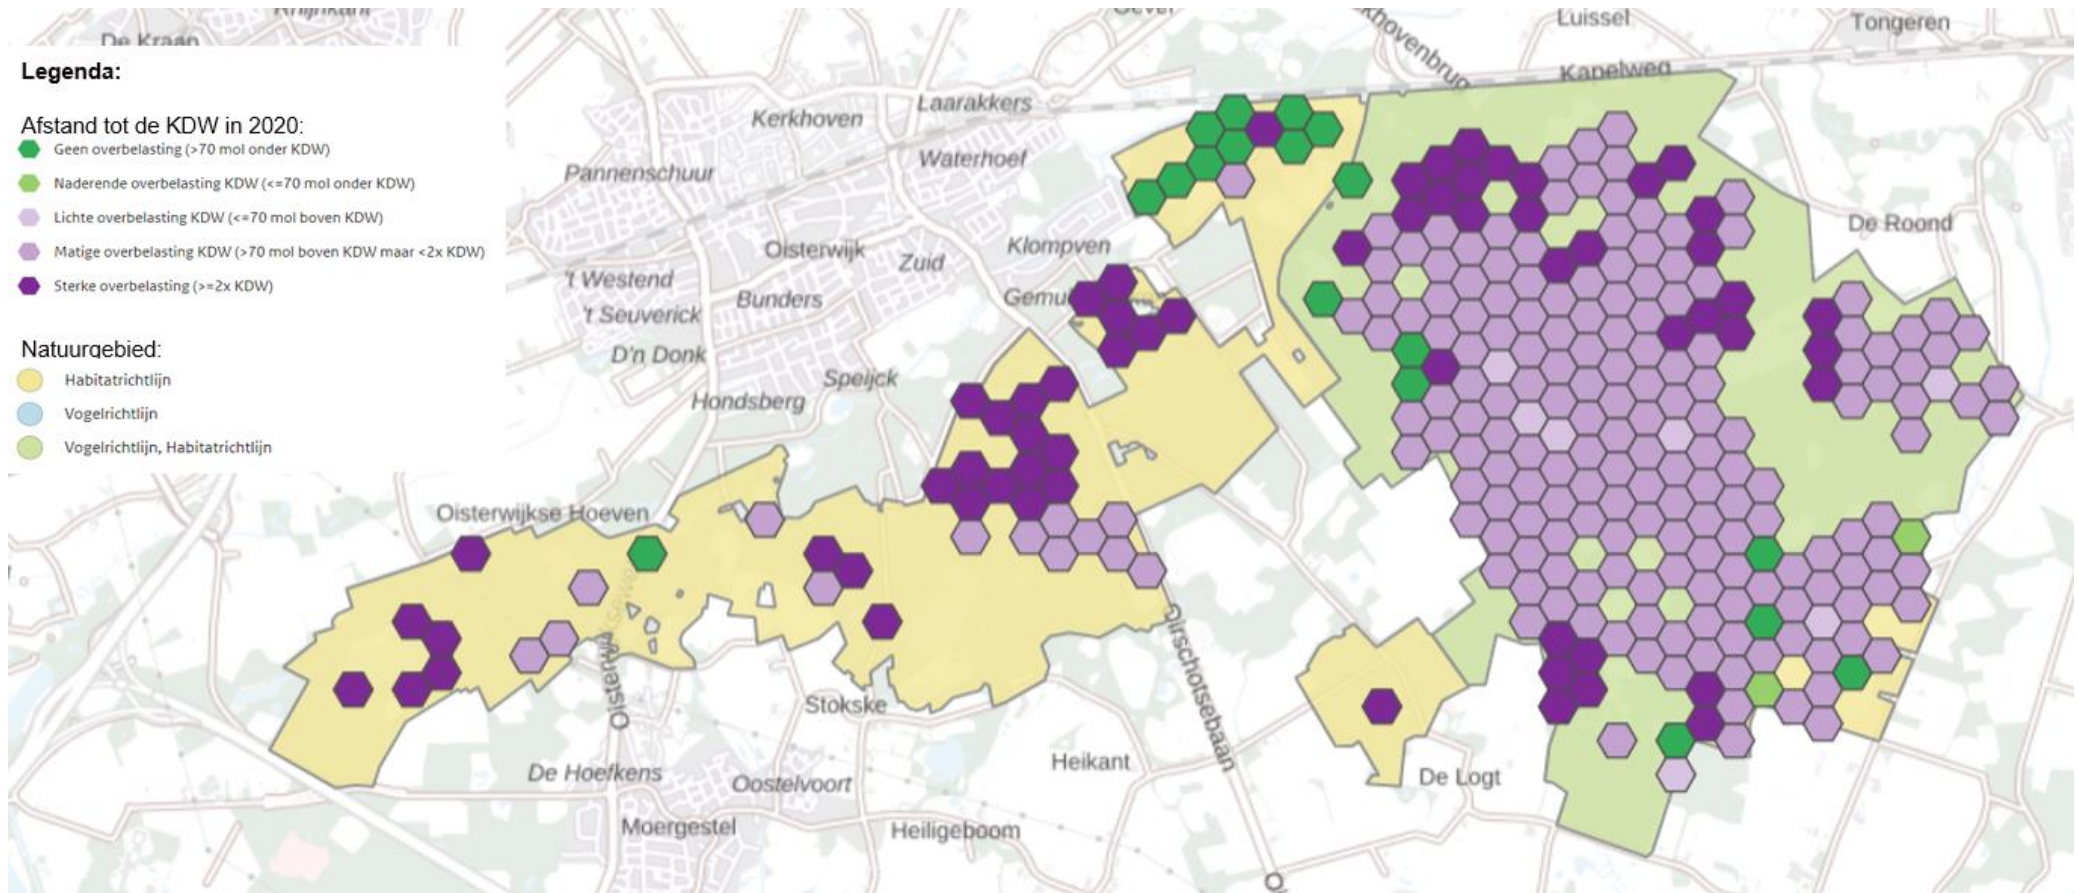 De Kraan
Luissel
Tongeren
Kapelweg
Legenda:
Afstand tot de KDW in 2020:
Geen overbelasting (>70 mol onder KDW)
Naderende overbelasting KDW (<=70 mol onder KDW)
Lichte overbelasting KDW (<=70 mol boven KDW)
Matige overbelasting KDW (>70 mol boven KDW maar <2x KDW)
Sterke overbelasting (>=2x KDW)
Natuurgebied:
Habitatrichtlijn
Vogelrichtlijn
Vogelrichtlijn, Habitatrichtlijn
Laarakkers
Kerkhoven
Waterhoef
Pannenschuur
De Roond
Oisterwijk
Klompven
Zuid
't Westend
Bunders
't Seuverick
D'n Donk
Speijck
Hondsberg
Oisterwijkse Hoeven
Oirschotsebaan
Stokske
Heikant
De Logt
De Hoefkens
Oostelvoort
Moergestel
Heiligeboom